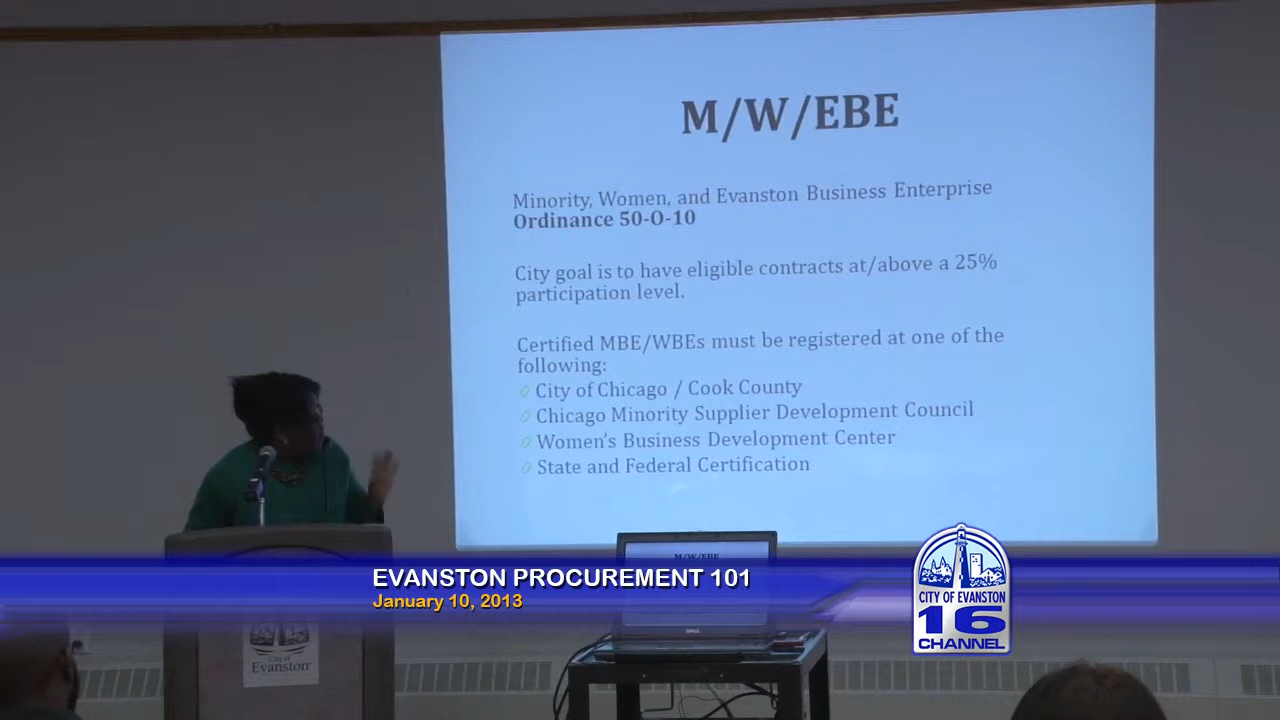 M/W/EBE
Minority, Women, and Evanston Business Enterprise
Ordinance 50-O-10
City goal is to have eligible contracts at/above a 25%
participation level.
Certified MBE/WBEs must be registered at one of the
following:
City of Chicago / Cook County
Chicago Minority Supplier Development Council
Women's Business Development Center
State and Federal Certification
M/W/EBE
EVANSTON PROCUREMENT 101
January 10, 2013
CITY OF EVANSTON
16
CHANNEL
DELL
City of
Evanston